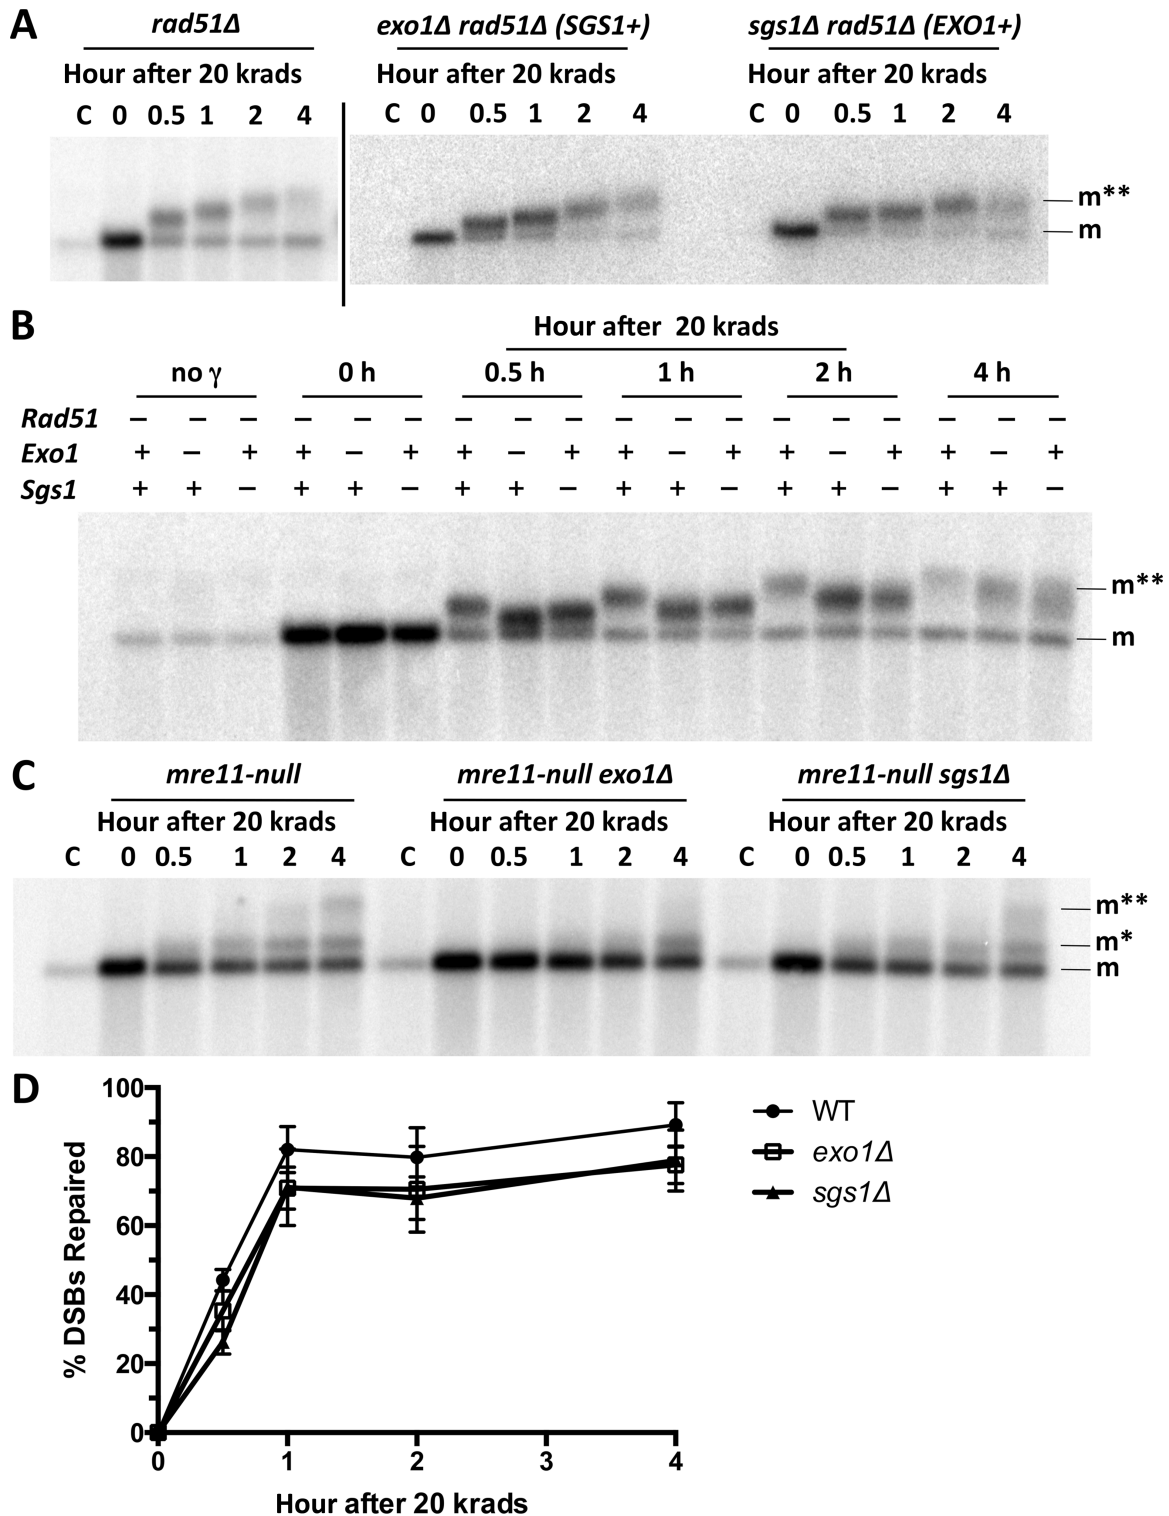 A
rad51Δ
exo1Δ rad51Δ (SGS1+)
sgs1Δ rad51Δ (EXO1+)
Hour after 20 krads
Hour after 20 krads
Hour after 20 krads
C 0 0.5 1 2 4
C 0 0.5 1 2 4
C 0 0.5 1 2 4
m**
m
B
Hour after 20 krads
no γ
0 h
0.5 h
1 h
2 h
4 h
Rad51 − − − − − − − − − − − − − − − − − −
Exo1 + − + + − + + − + + − + + − + + − +
Sgs1 + + − + + − + + − + + − + + − + + −
m**
m
C
mre11-null
mre11-null exo1Δ
mre11-null sgs1Δ
Hour after 20 krads
Hour after 20 krads
Hour after 20 krads
C 0 0.5 1 2 4
C 0 0.5 1 2 4
C 0 0.5 1 2 4
m**
m*
m
D
% DSBs Repaired
100
80
60
40
20
0
0 1 2 3 4
Hour after 20 krads
WT
exo1Δ
sgs1Δ